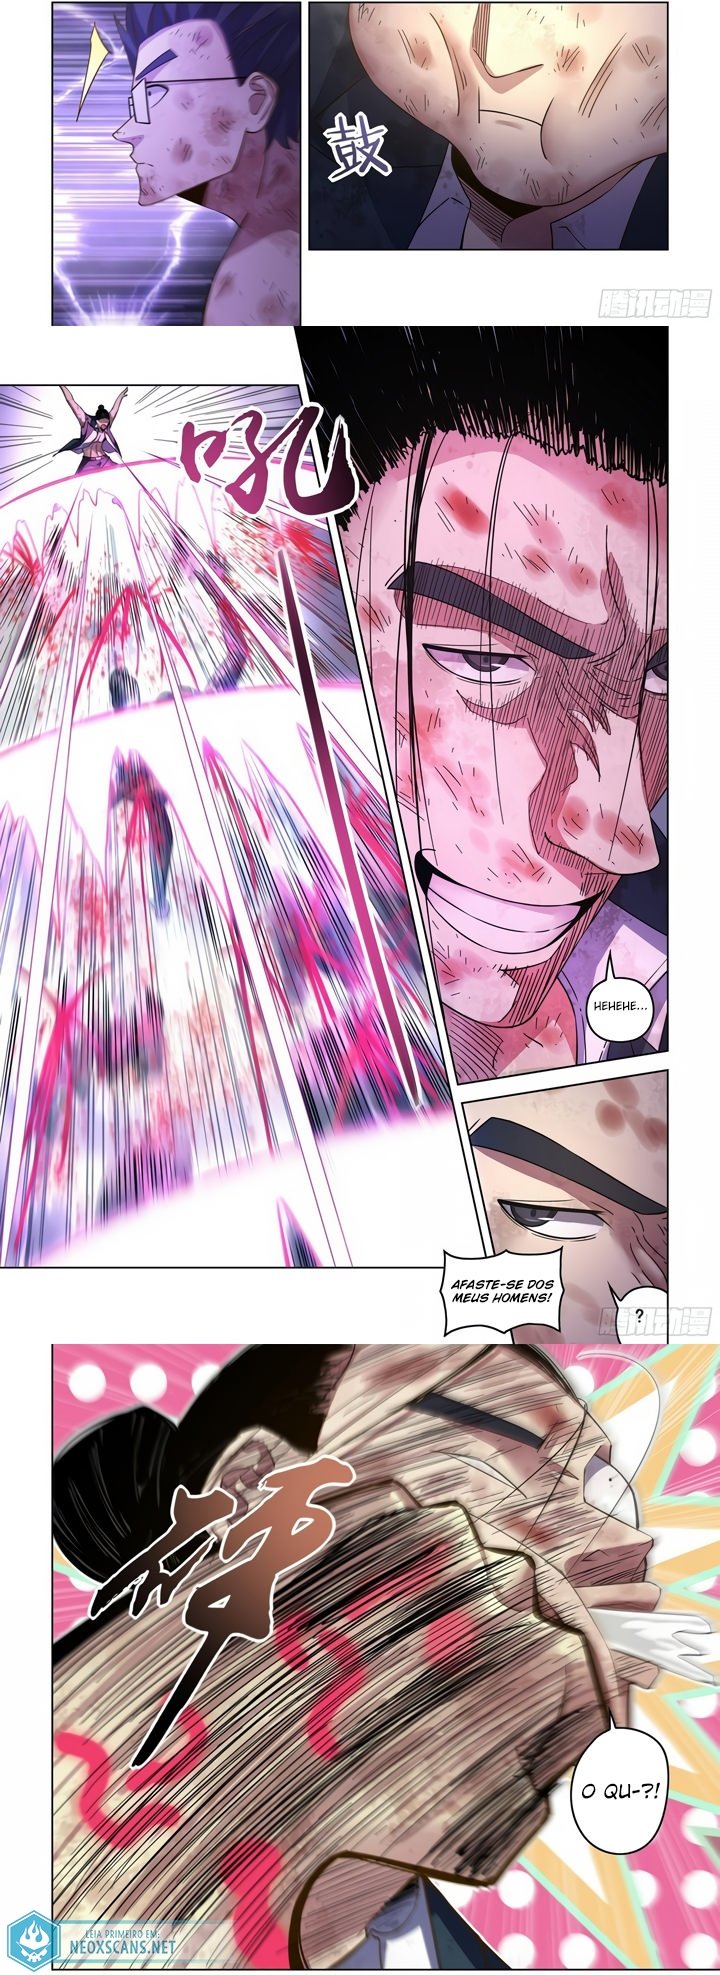 鼓
腾讯动漫
吼
HEHEHE...
AFASTE-SE DOS
MEUS HOMENS!
?
腾讯动漫
O QU-?!
LEIA PRIMEIRO EM:
NEOXSCANS.NET